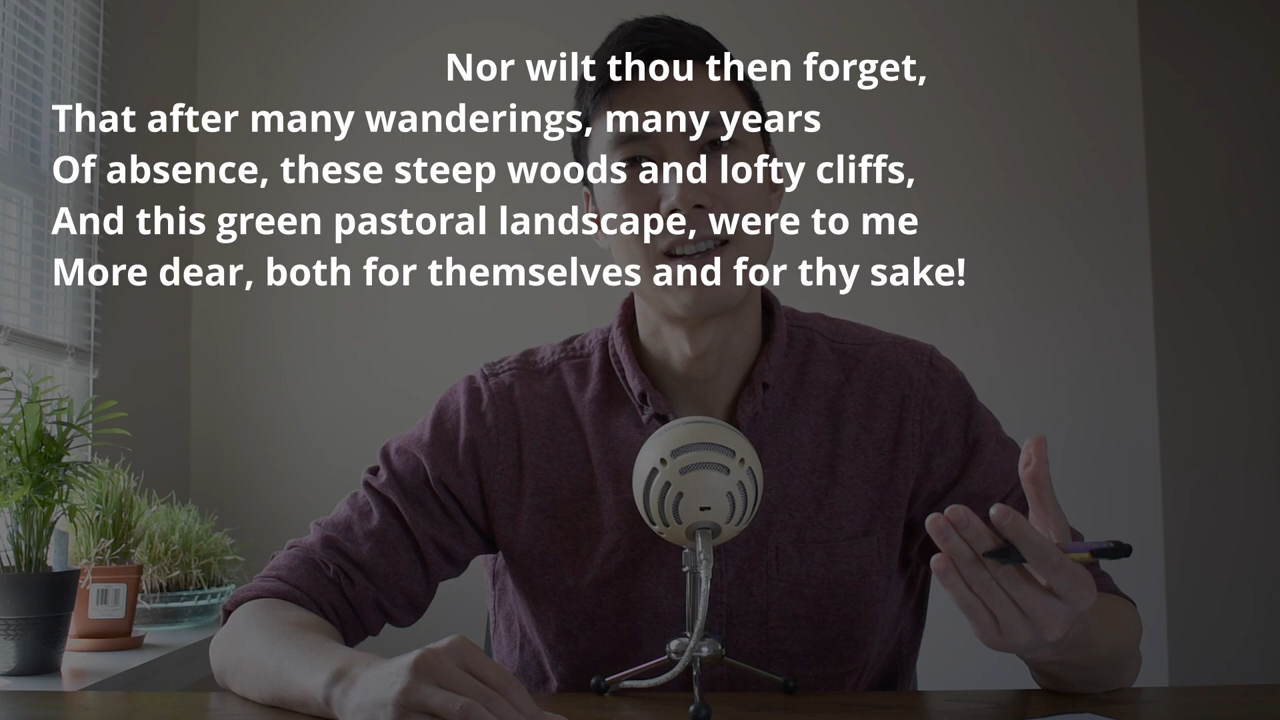 Nor wilt thou then forget,
That after many wanderings, many years
Of absence, these steep woods and lofty cliffs,
And this green pastoral landscape, were to me
More dear, both for themselves and for thy sake!